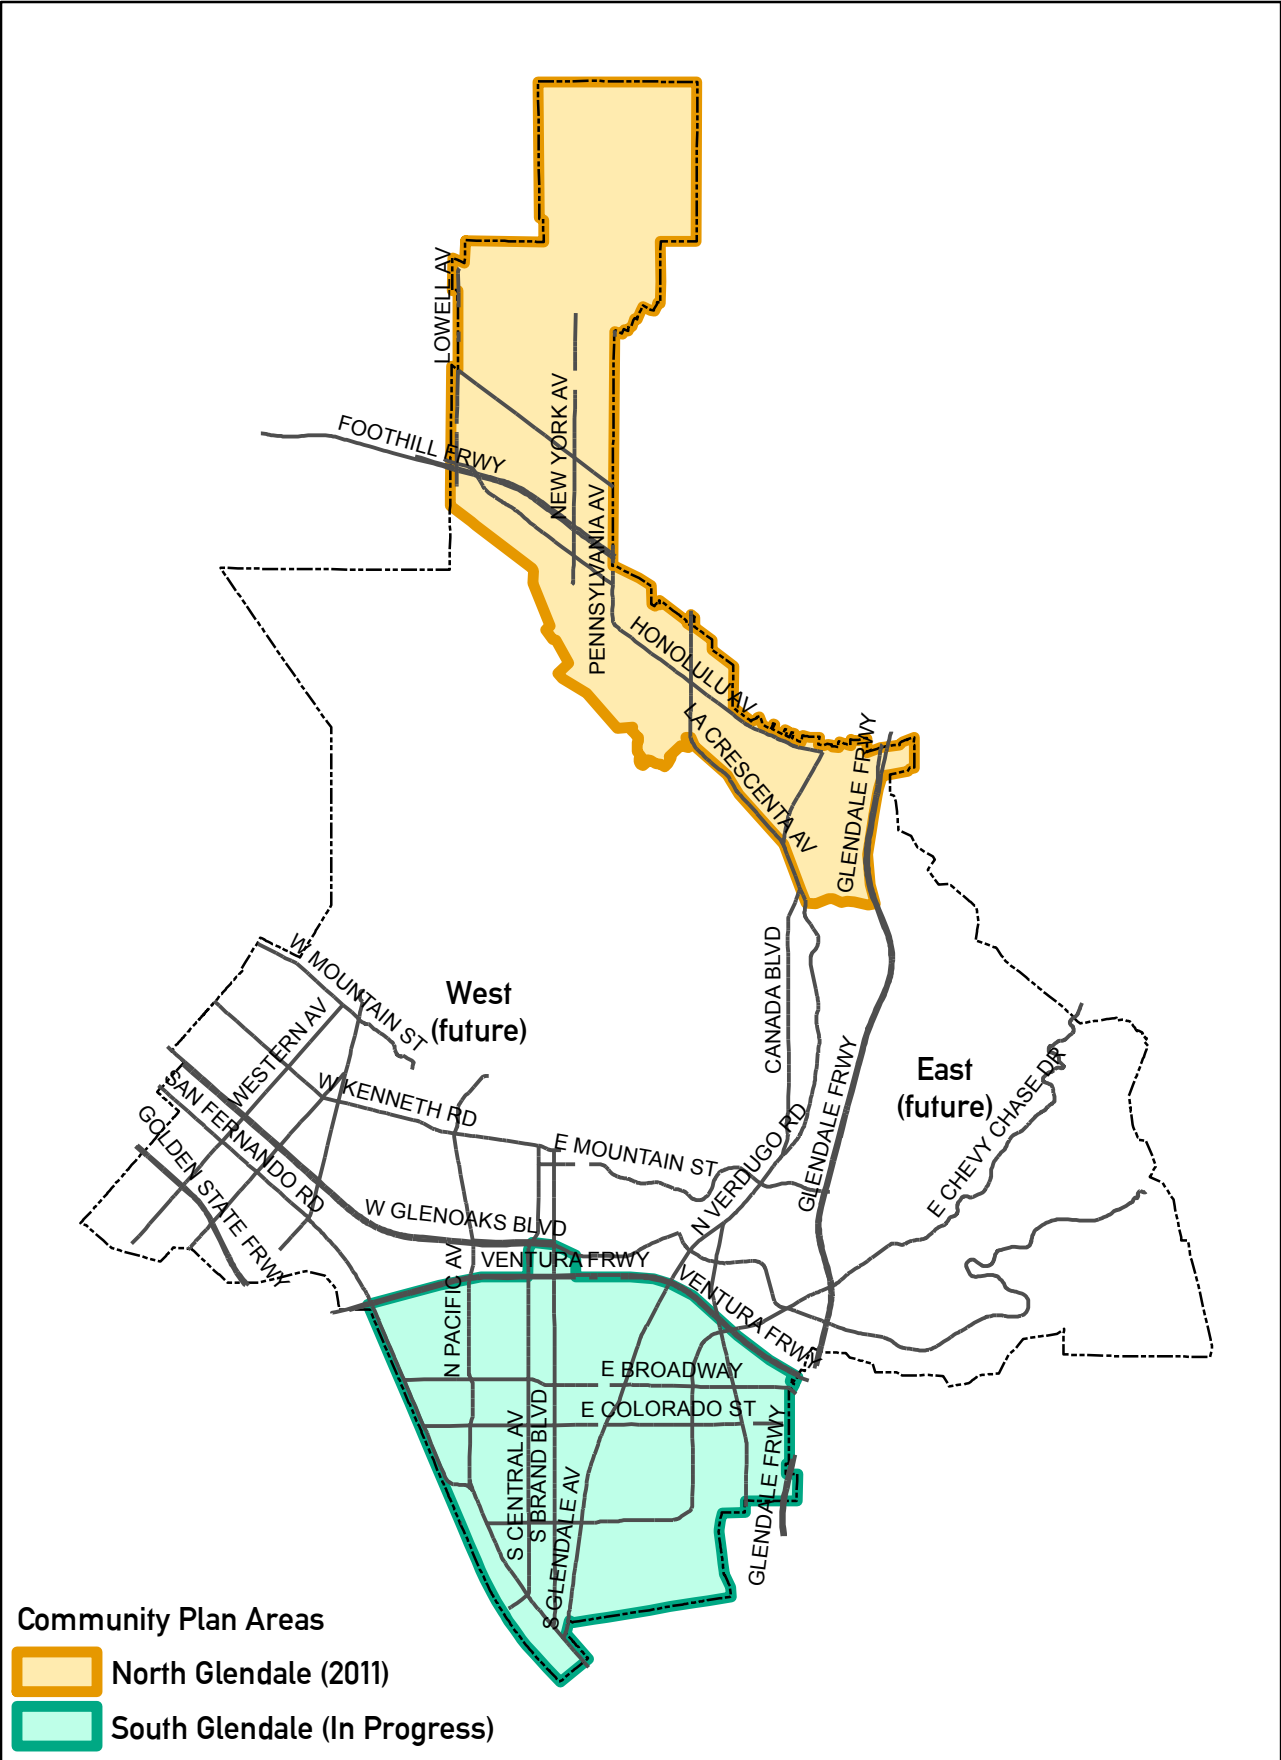 LOWELL AV
FOOTHILL FRWY
NEW YORK AV
PENNSYLVANIA AV
HONOLULU AV
LA CRESCENTA AV
GLENDALE FRWY
CANADA BLVD
W MOUNTAIN ST
West
(future)
WESTERN AV
East
(future)
E CHEVY CHASE DR
GLENDALE FRWY
SAN FERNANDO RD
W KENNETH RD
GOLDEN STATE FRWY
E MOUNTAIN ST
N VERDUGO RD
W GLENOAKS BLVD
VENTURA FRWY
N PACIFIC AV
VENTURA FRWY
E BROADWAY
E COLORADO ST
S CENTRAL AV
S BRAND BLVD
S GLENDALE AV
GLENDALE FRWY
Community Plan Areas
North Glendale (2011)
South Glendale (In Progress)